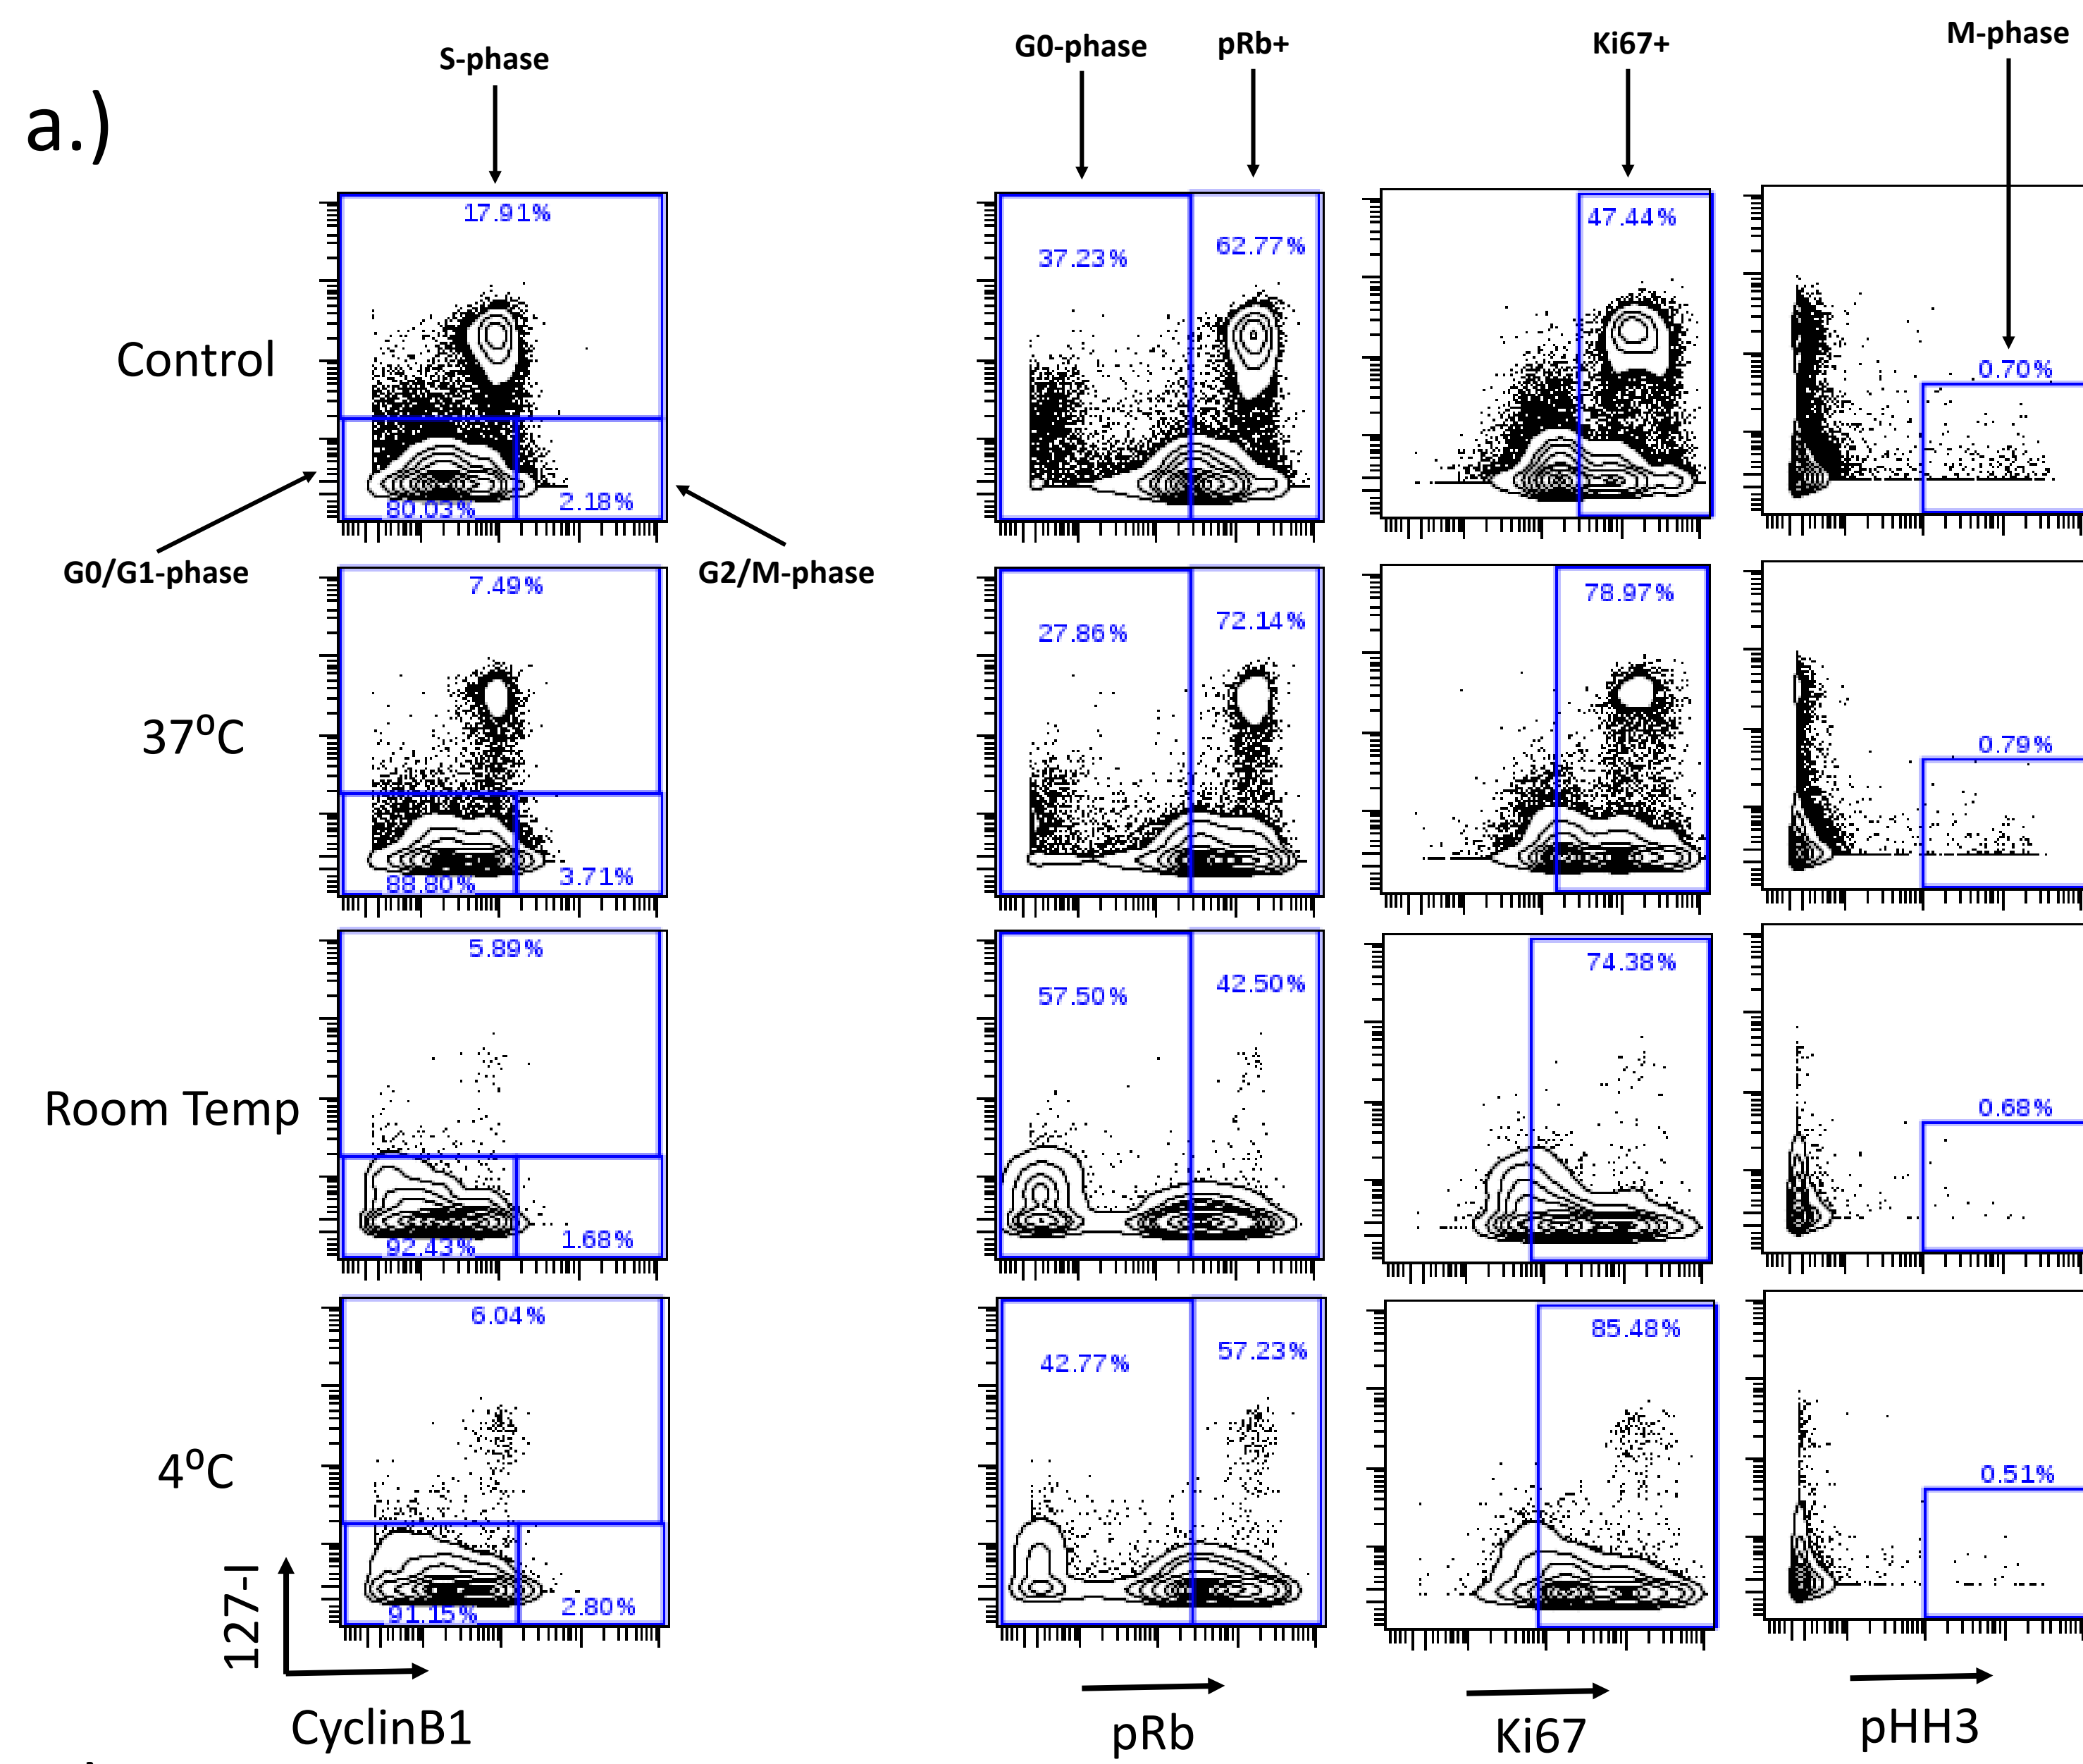 a.)
S-phase
G0-phase
pRb+
Ki67+
M-phase
Control
17.91%
80.03%
2.18%
37.23%
62.77%
47.44%
0.70%
G0/G1-phase
G2/M-phase
37⁰C
7.49%
88.80%
3.71%
27.86%
72.14%
78.97%
0.79%
Room Temp
5.89%
92.43%
1.68%
57.50%
42.50%
74.38%
0.68%
4⁰C
6.04%
91.15%
2.80%
42.77%
57.23%
85.48%
0.51%
127-I
CyclinB1
pRb
Ki67
pHH3